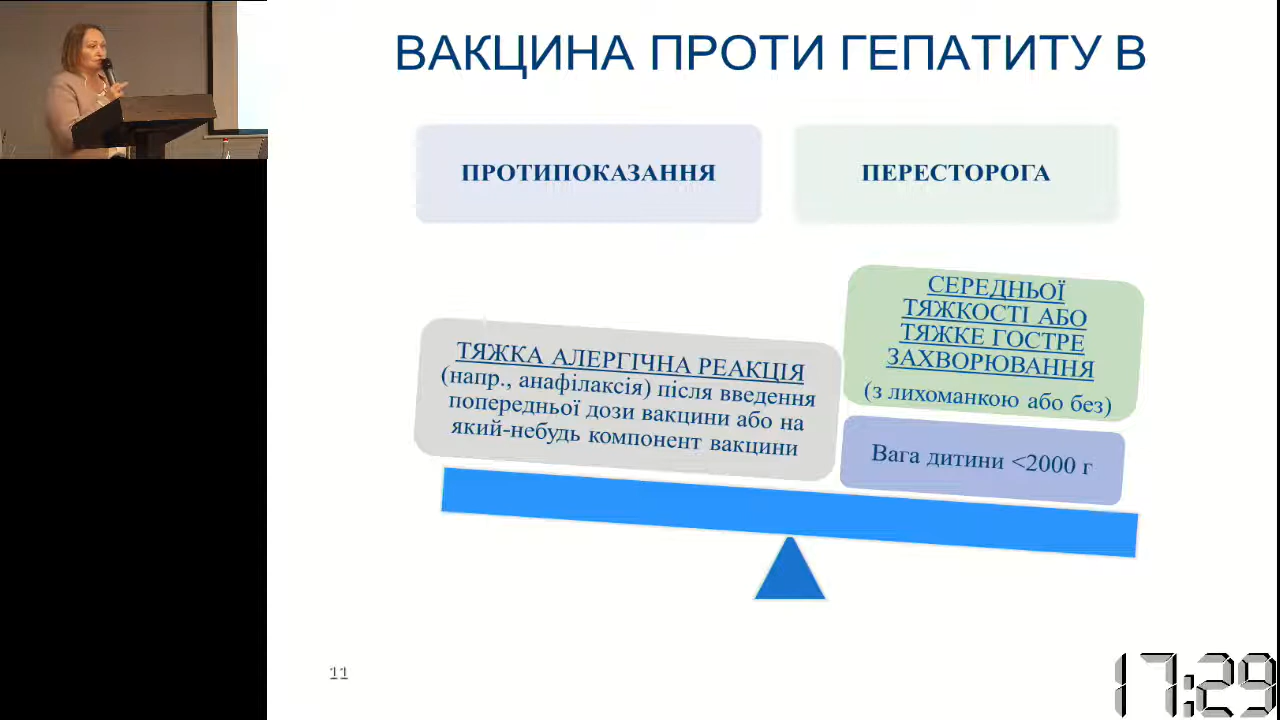 ВАКЦИНА ПРОТИ ГЕПАТИТУ В
ПРОТИПОКАЗАННЯ
ПЕРЕСТОРОГА
ТЯЖКА АЛЕРГІЧНА РЕАКЦІЯ
(напр., анафілаксія) після введення
попередньої дози вакцини або на
який-небудь компонент вакцини
СЕРЕДНЬОЇ
ТЯЖКОСТІ АБО
ТЯЖКЕ ГОСТРЕ
ЗАХВОРЮВАННЯ
(з лихоманкою або без)
Вага дитини <2000 г
11
17:29